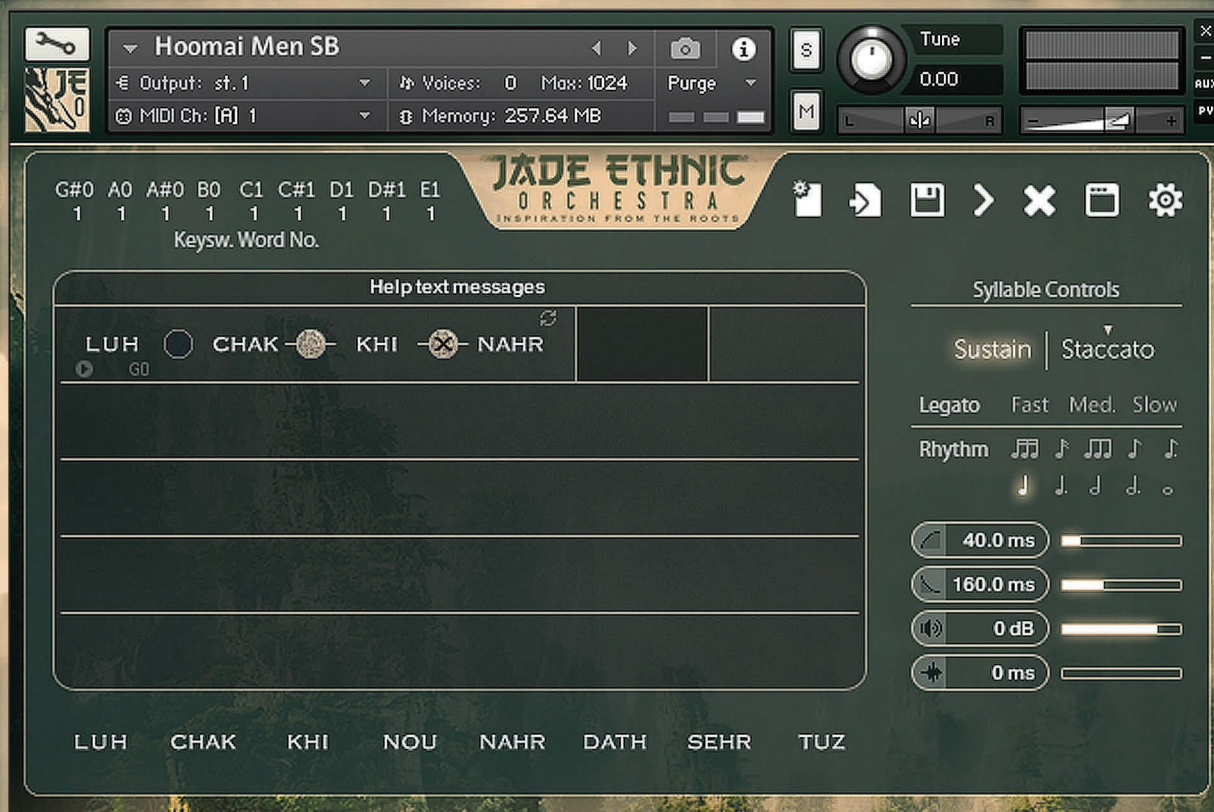 Hoomai Men SB
S
Tune
0.00
Output: st.1
Voices: 0 Max: 1024
Purge
AUX
MIDI Ch: [A] 1
Memory: 257.64 MB
M
L
R
PV
JE
O
G#0 A0 A#0 B0 C1 C#1 D1 D#1 E1
1 1 1 1 1 1 1 1 1
Keysw. Word No.
JADE ETHNIC
ORCHESTRA
INSPIRATION FROM THE ROOTS
Help text messages
LUH CHAK KHI NAHR
G0
Syllable Controls
Sustain Staccato
Legato Fast Med. Slow
Rhythm
40.0 ms
160.0 ms
0 dB
0 ms
LUH CHAK KHI NOU NAHR DATH SEHR TUZ